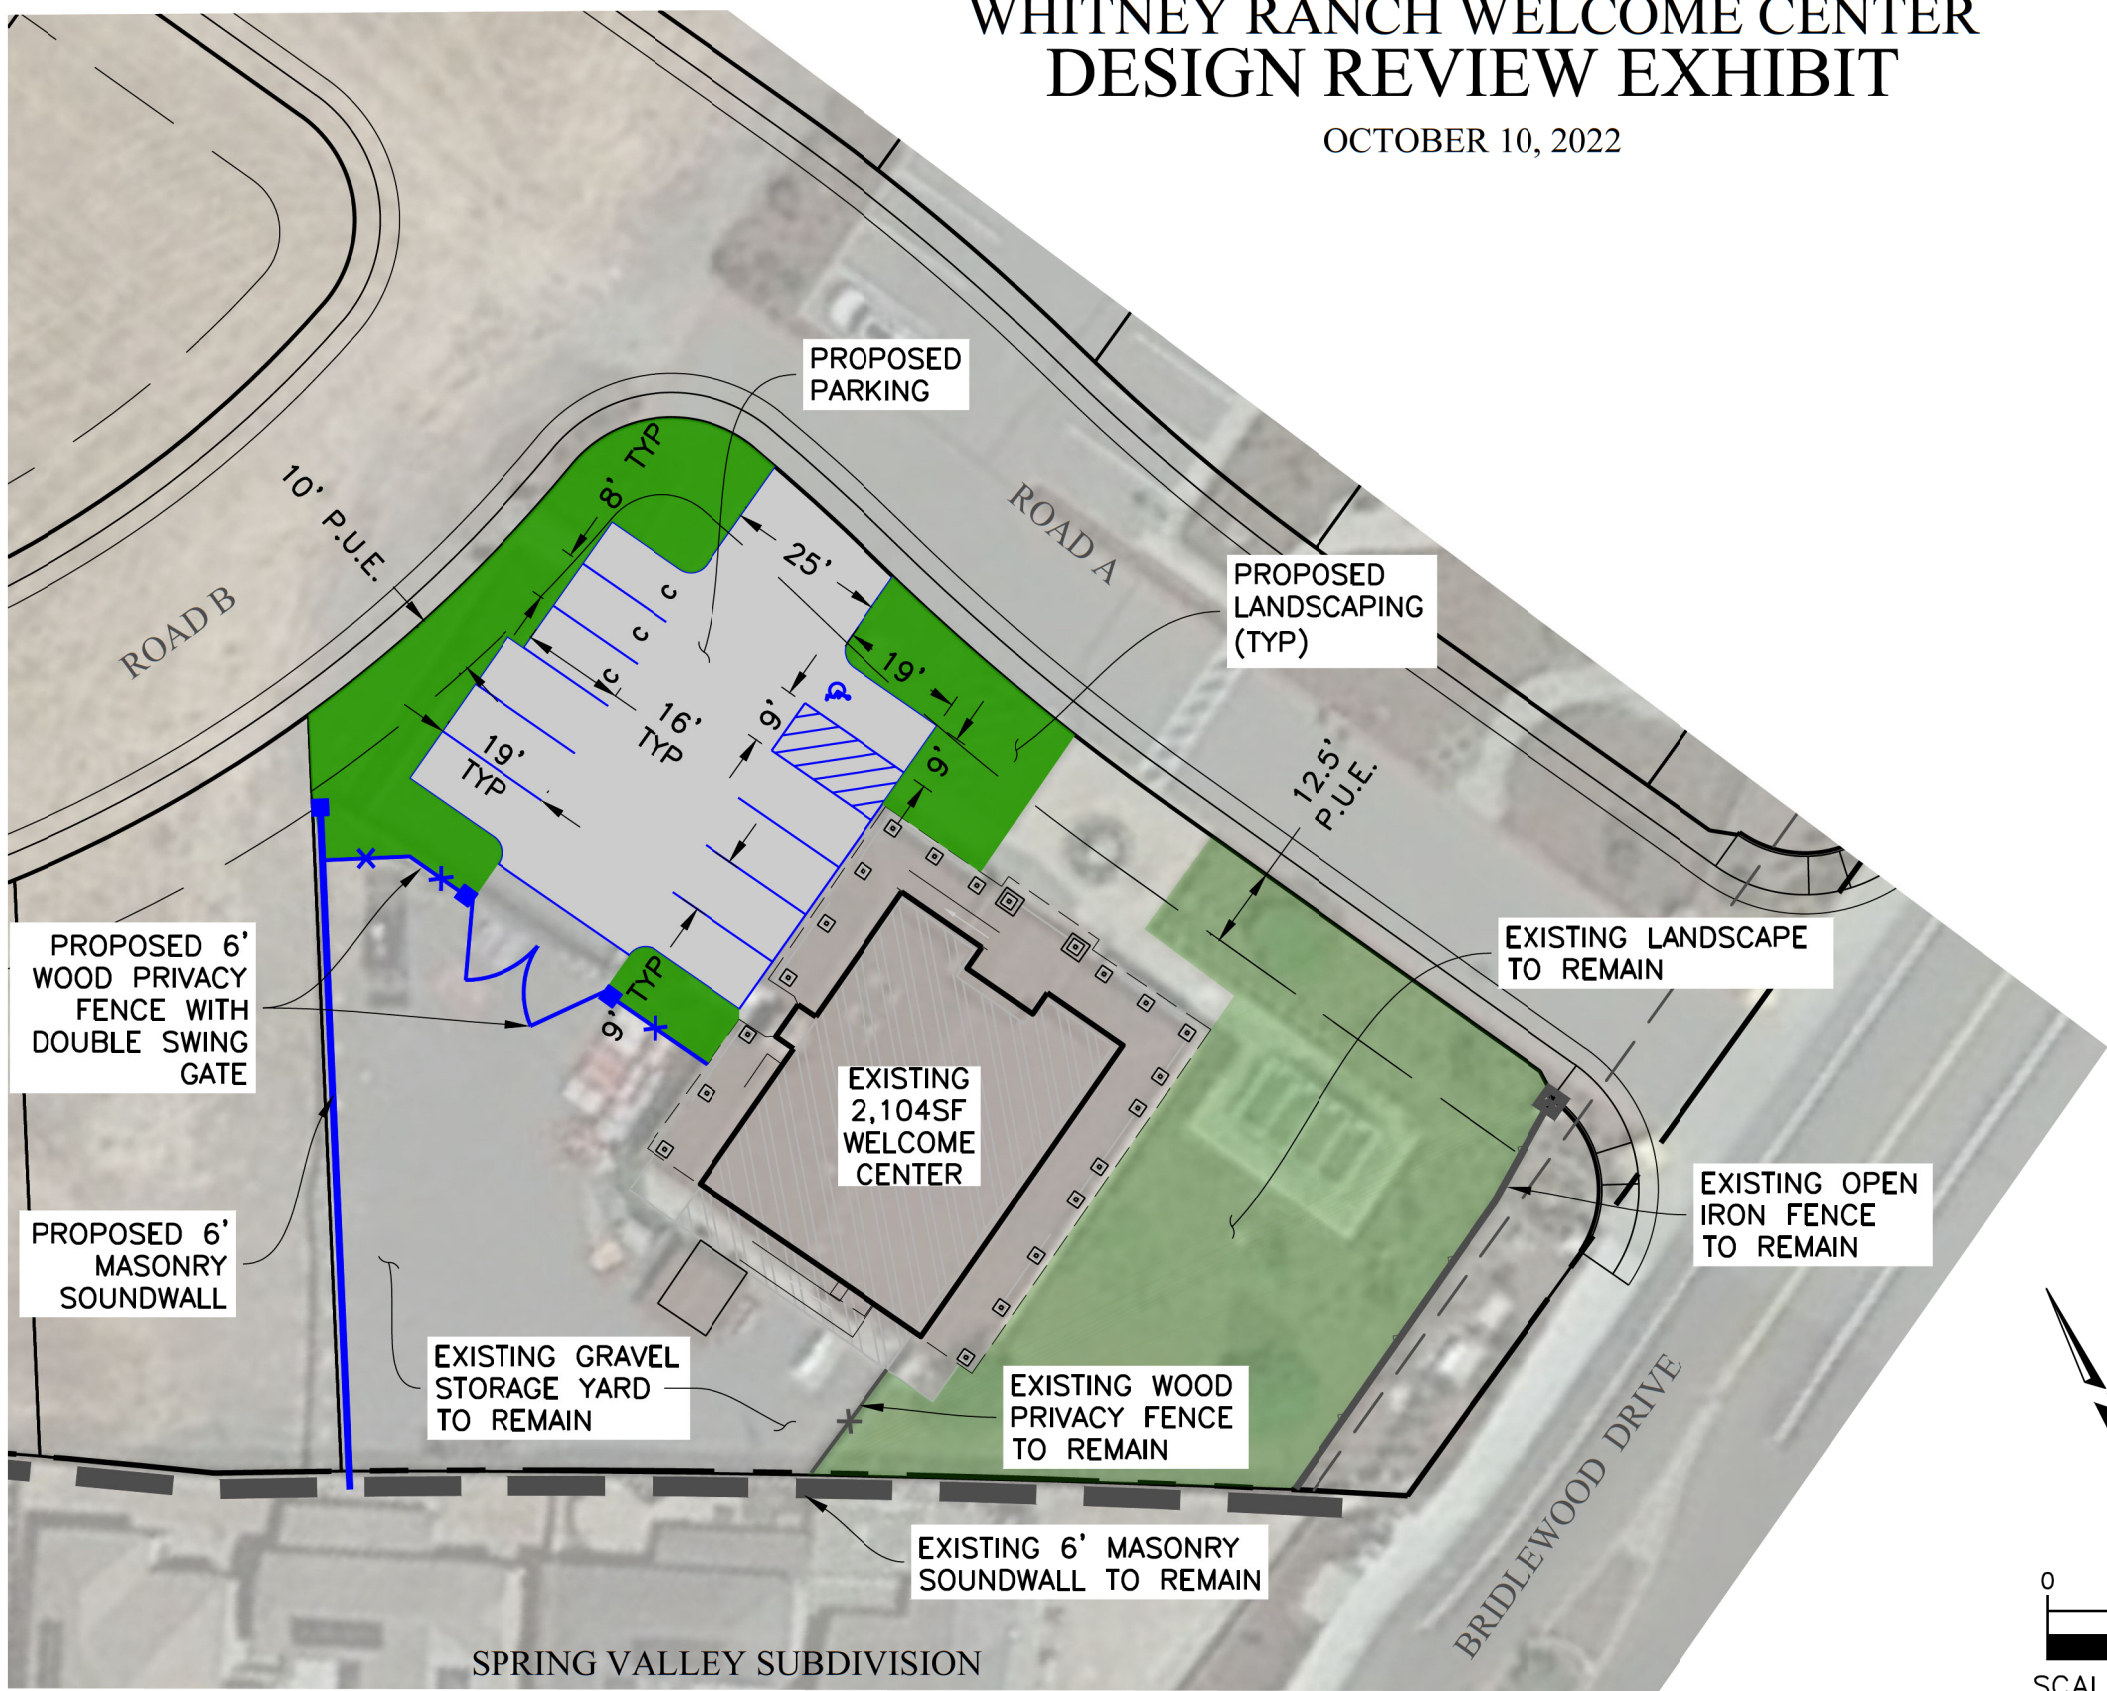 WHITNEY RANCH WELCOME CENTER
DESIGN REVIEW EXHIBIT
OCTOBER 10, 2022
PROPOSED
PARKING
8' TYP
10' P.U.E.
ROAD A
ROAD B
25'
C
C
C
PROPOSED
LANDSCAPING
(TYP)
19'
9'
16'
TYP
19'
TYP
9'
12.5'
P.U.E.
EXISTING LANDSCAPE
TO REMAIN
PROPOSED 6'
WOOD PRIVACY
FENCE WITH
DOUBLE SWING
GATE
9' TYP
EXISTING
2,104SF
WELCOME
CENTER
EXISTING OPEN
IRON FENCE
TO REMAIN
PROPOSED 6'
MASONRY
SOUNDWALL
EXISTING GRAVEL
STORAGE YARD
TO REMAIN
EXISTING WOOD
PRIVACY FENCE
TO REMAIN
BRIDLEWOOD DRIVE
EXISTING 6' MASONRY
SOUNDWALL TO REMAIN
0
SPRING VALLEY SUBDIVISION
SCAL